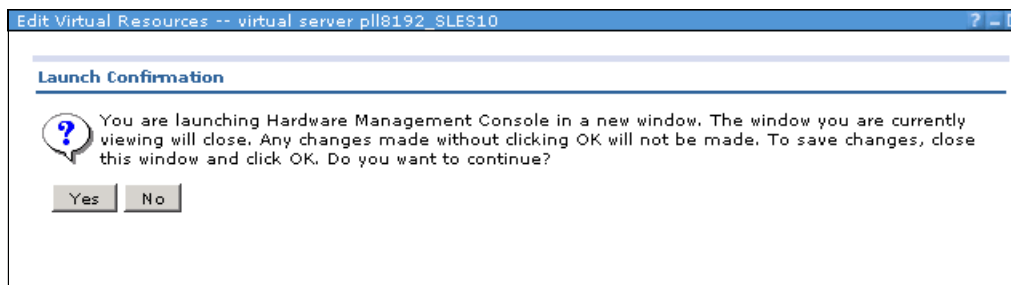 Edit Virtual Resources -- virtual server pll8192_SLES10 ? –
Launch Confirmation
? You are launching Hardware Management Console in a new window. The window you are currently
viewing will close. Any changes made without clicking OK will not be made. To save changes, close
this window and click OK. Do you want to continue?
Yes No